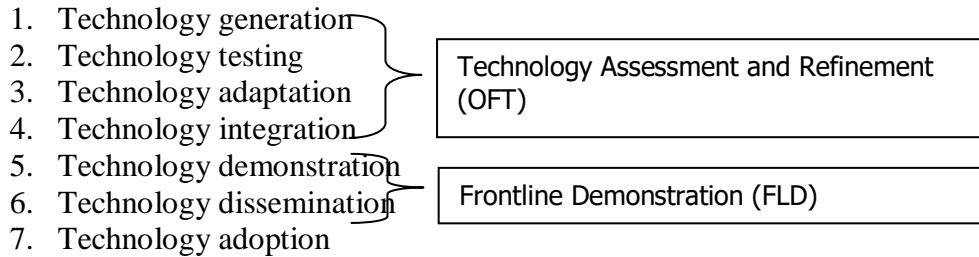 1. Technology generation
2. Technology testing
3. Technology adaptation
4. Technology integration
5. Technology demonstration
6. Technology dissemination
7. Technology adoption
Technology Assessment and Refinement
(OFT)
Frontline Demonstration (FLD)